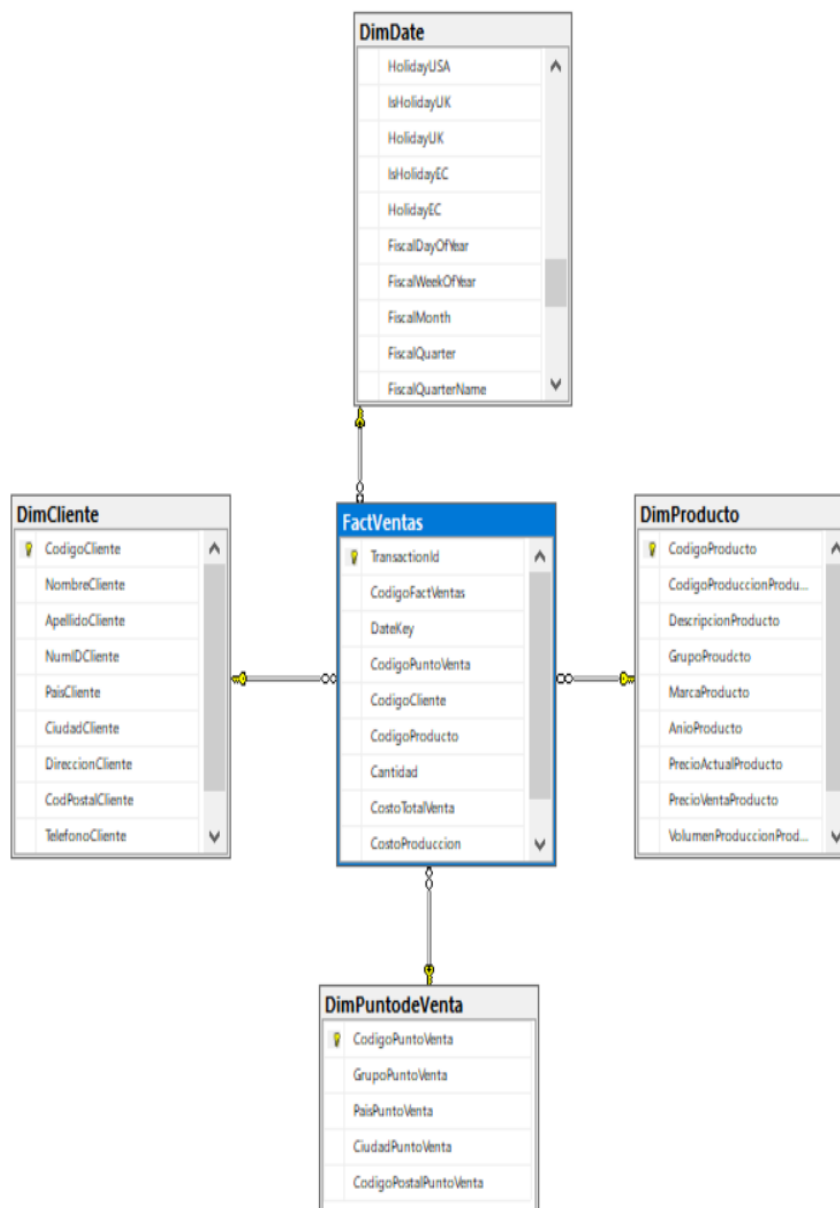 DimDate
HolidayUSA
IsHolidayUK
HolidayUK
IsHolidayEC
HolidayEC
FiscalDayOfYear
FiscalWeekOfYear
FiscalMonth
FiscalQuarter
FiscalQuarterName
DimCliente
CodigoCliente
NombreCliente
ApellidoCliente
NumIDCliente
PaisCliente
CiudadCliente
DireccionCliente
CodPostalCliente
TelefonoCliente
FactVentas
TransactionId
CodigoFactVentas
DateKey
CodigoPuntoVenta
CodigoCliente
CodigoProducto
Cantidad
CostoTotalVenta
CostoProduccion
DimProducto
CodigoProducto
CodigoProduccionProdu...
DescripcionProducto
GrupoProudcto
MarcaProducto
AnioProducto
PrecioActualProducto
PrecioVentaProducto
VolumenProduccionProd...
DimPuntodeVenta
CodigoPuntoVenta
GrupoPuntoVenta
PaisPuntoVenta
CiudadPuntoVenta
CodigoPostalPuntoVenta